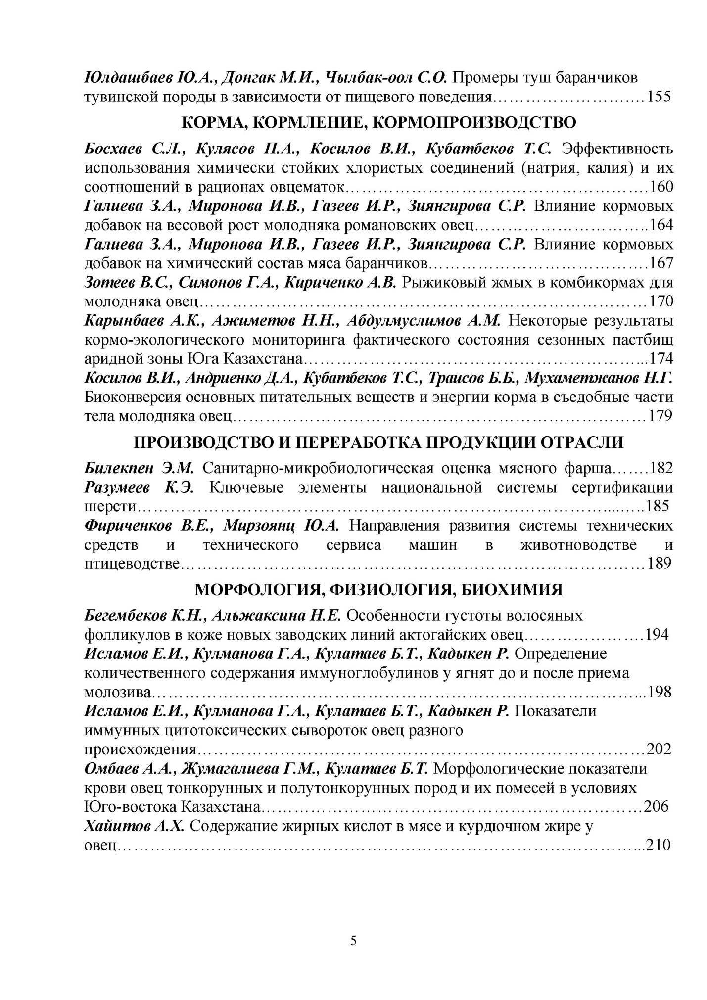 Юлдашбаев Ю.А., Донгак М.И., Чылбак-оол С.О. Промеры туш баранчиков
тувинской породы в зависимости от пищевого поведения……………………….…155
КОРМА, КОРМЛЕНИЕ, КОРМОПРОИЗВОДСТВО
Босхаев С.Л., Кулясов П.А., Косилов В.И., Кубатбеков Т.С. Эффективность
использования химически стойких хлористых соединений (натрия, калия) и их
соотношений в рационах овцематок……………………………………………….160
Галиева З.А., Миронова И.В., Газеев И.Р., Зиянгирова С.Р. Влияние кормовых
добавок на весовой рост молодняка романовских овец…………………………..164
Галиева З.А., Миронова И.В., Газеев И.Р., Зиянгирова С.Р. Влияние кормовых
добавок на химический состав мяса баранчиков………………………………….167
Зотеев В.С., Симонов Г.А., Кириченко А.В. Рыжиковый жмых в комбикормах для
молодняка овец………………………………………………………………………170
Карынбаев А.К., Ажиметов Н.Н., Абдулмуслимов А.М. Некоторые результаты
кормо-экологического мониторинга фактического состояния сезонных пастбищ
аридной зоны Юга Казахстана……………………………………………………...174
Косилов В.И., Андриенко Д.А., Кубатбеков Т.С., Траисов Б.Б., Мухаметжанов Н.Г.
Биоконверсия основных питательных веществ и энергии корма в съедобные части
тела молодняка овец…………………………………………………………………179
ПРОИЗВОДСТВО И ПЕРЕРАБОТКА ПРОДУКЦИИ ОТРАСЛИ
Билекпен Э.М. Санитарно-микробиологическая оценка мясного фарша…….182
Разумеев К.Э. Ключевые элементы национальной системы сертификации
шерсти…………………………………………………………………………...…..185
Фириченков В.Е., Мирзоянц Ю.А. Направления развития системы технических
средств и технического сервиса машин в животноводстве и
птицеводстве…………………………………………………………………………189
МОРФОЛОГИЯ, ФИЗИОЛОГИЯ, БИОХИМИЯ
Бегембеков К.Н., Альжаксина Н.Е. Особенности густоты волосяных
фолликулов в коже новых заводских линий актогайских овец………………….194
Исламов Е.И., Кулманова Г.А., Кулатаев Б.Т., Кадыкен Р. Определение
количественного содержания иммуноглобулинов у ягнят до и после приема
молозива……………………………………………………………………………...198
Исламов Е.И., Кулманова Г.А., Кулатаев Б.Т., Кадыкен Р. Показатели
иммунных цитотоксических сывороток овец разного
происхождения………………………………………………………………………202
Омбаев А.А., Жумагалиева Г.М., Кулатаев Б.Т. Морфологические показатели
крови овец тонкорунных и полутонкорунных пород и их помесей в условиях
Юго-востока Казахстана……………………………………………………………206
Хайитов А.Х. Содержание жирных кислот в мясе и курдючном жире у
овец…………………………………………………………………………………...210
5